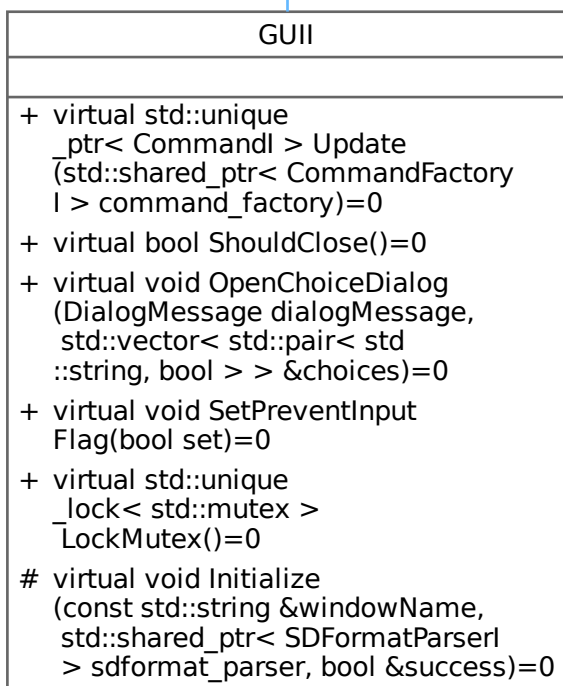 GUII
+ virtual std::unique
_ptr< CommandI > Update
(std::shared_ptr< CommandFactory
I > command_factory)=0
+ virtual bool ShouldClose()=0
+ virtual void OpenChoiceDialog
(DialogMessage dialogMessage,
std::vector< std::pair< std
::string, bool > > &choices)=0
+ virtual void SetPreventInput
Flag(bool set)=0
+ virtual std::unique
_lock< std::mutex >
LockMutex()=0
# virtual void Initialize
(const std::string &windowName,
std::shared_ptr< SDFormatParserI
> sdformat_parser, bool &success)=0